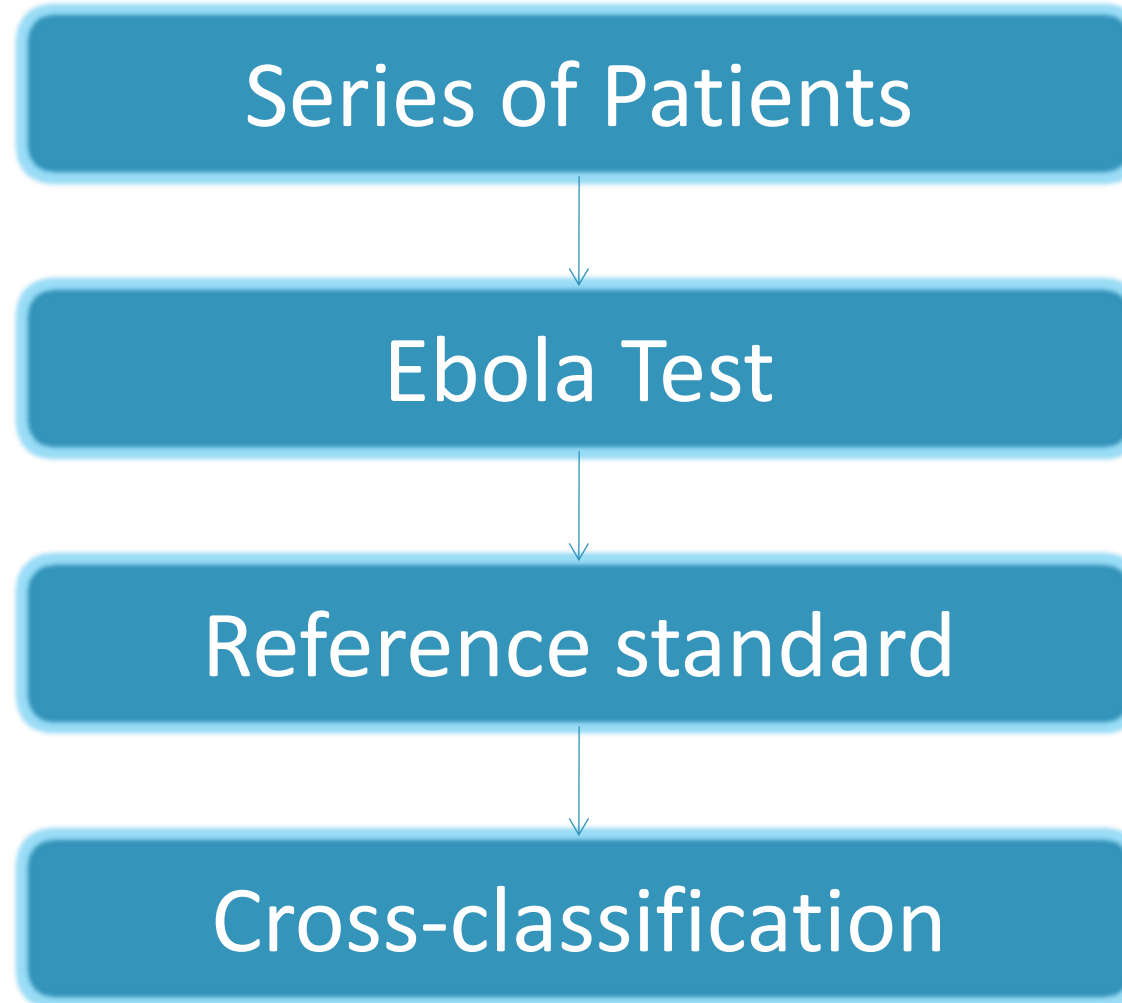 Series of Patients
Ebola Test
Reference standard
Cross-classification